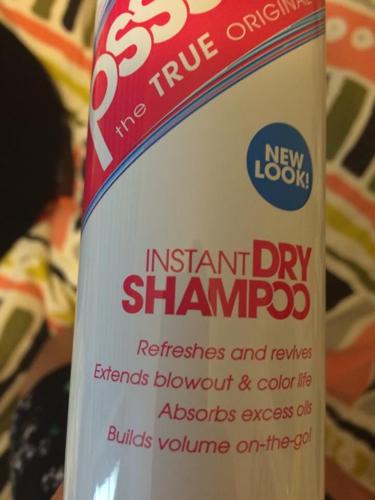 psss
the TRUE ORIGINAL
NEW
LOOK!
INSTANT DRY
SHAMPOO
Refreshes and revives
Extends blowout & color life
Absorbs excess oils
Builds volume on-the-go!